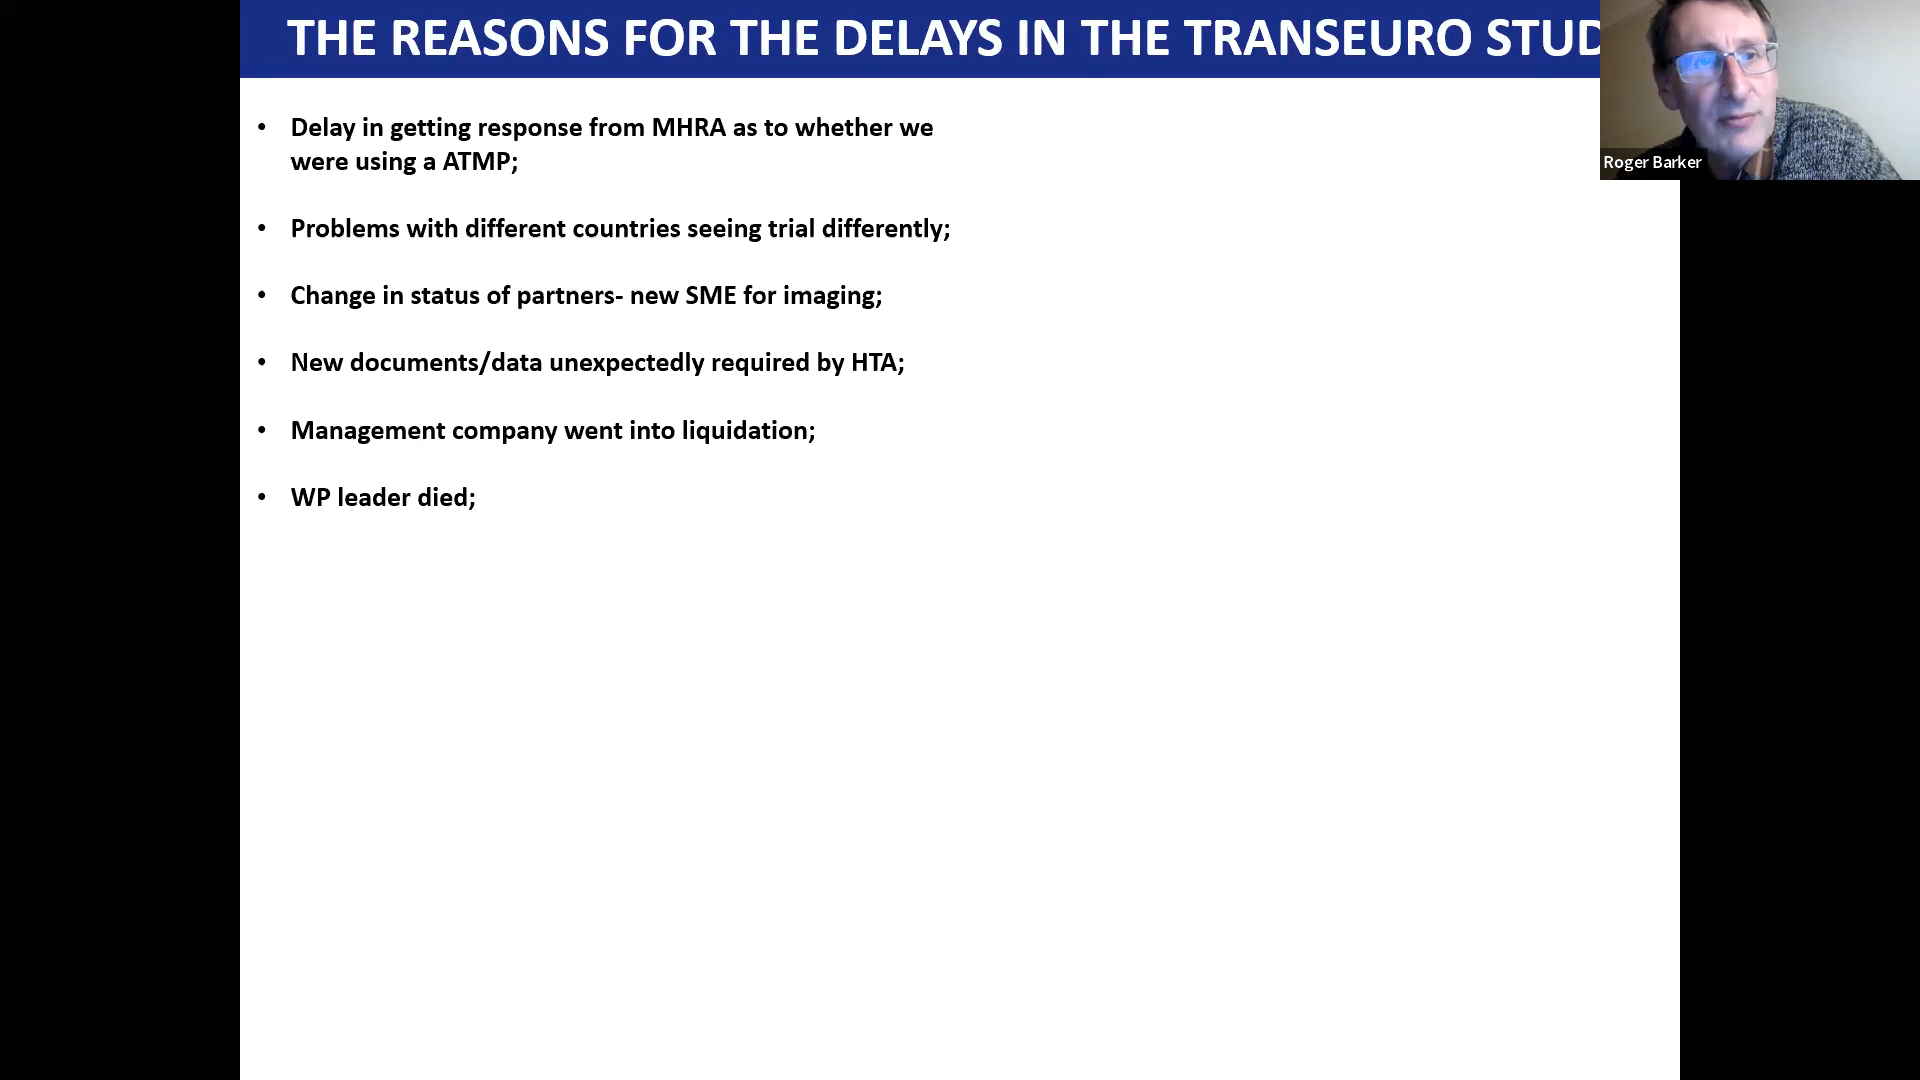 THE REASONS FOR THE DELAYS IN THE TRANSEURO STUD
Roger Barker
• Delay in getting response from MHRA as to whether we
were using a ATMP;
• Problems with different countries seeing trial differently;
• Change in status of partners- new SME for imaging;
• New documents/data unexpectedly required by HTA;
• Management company went into liquidation;
• WP leader died;